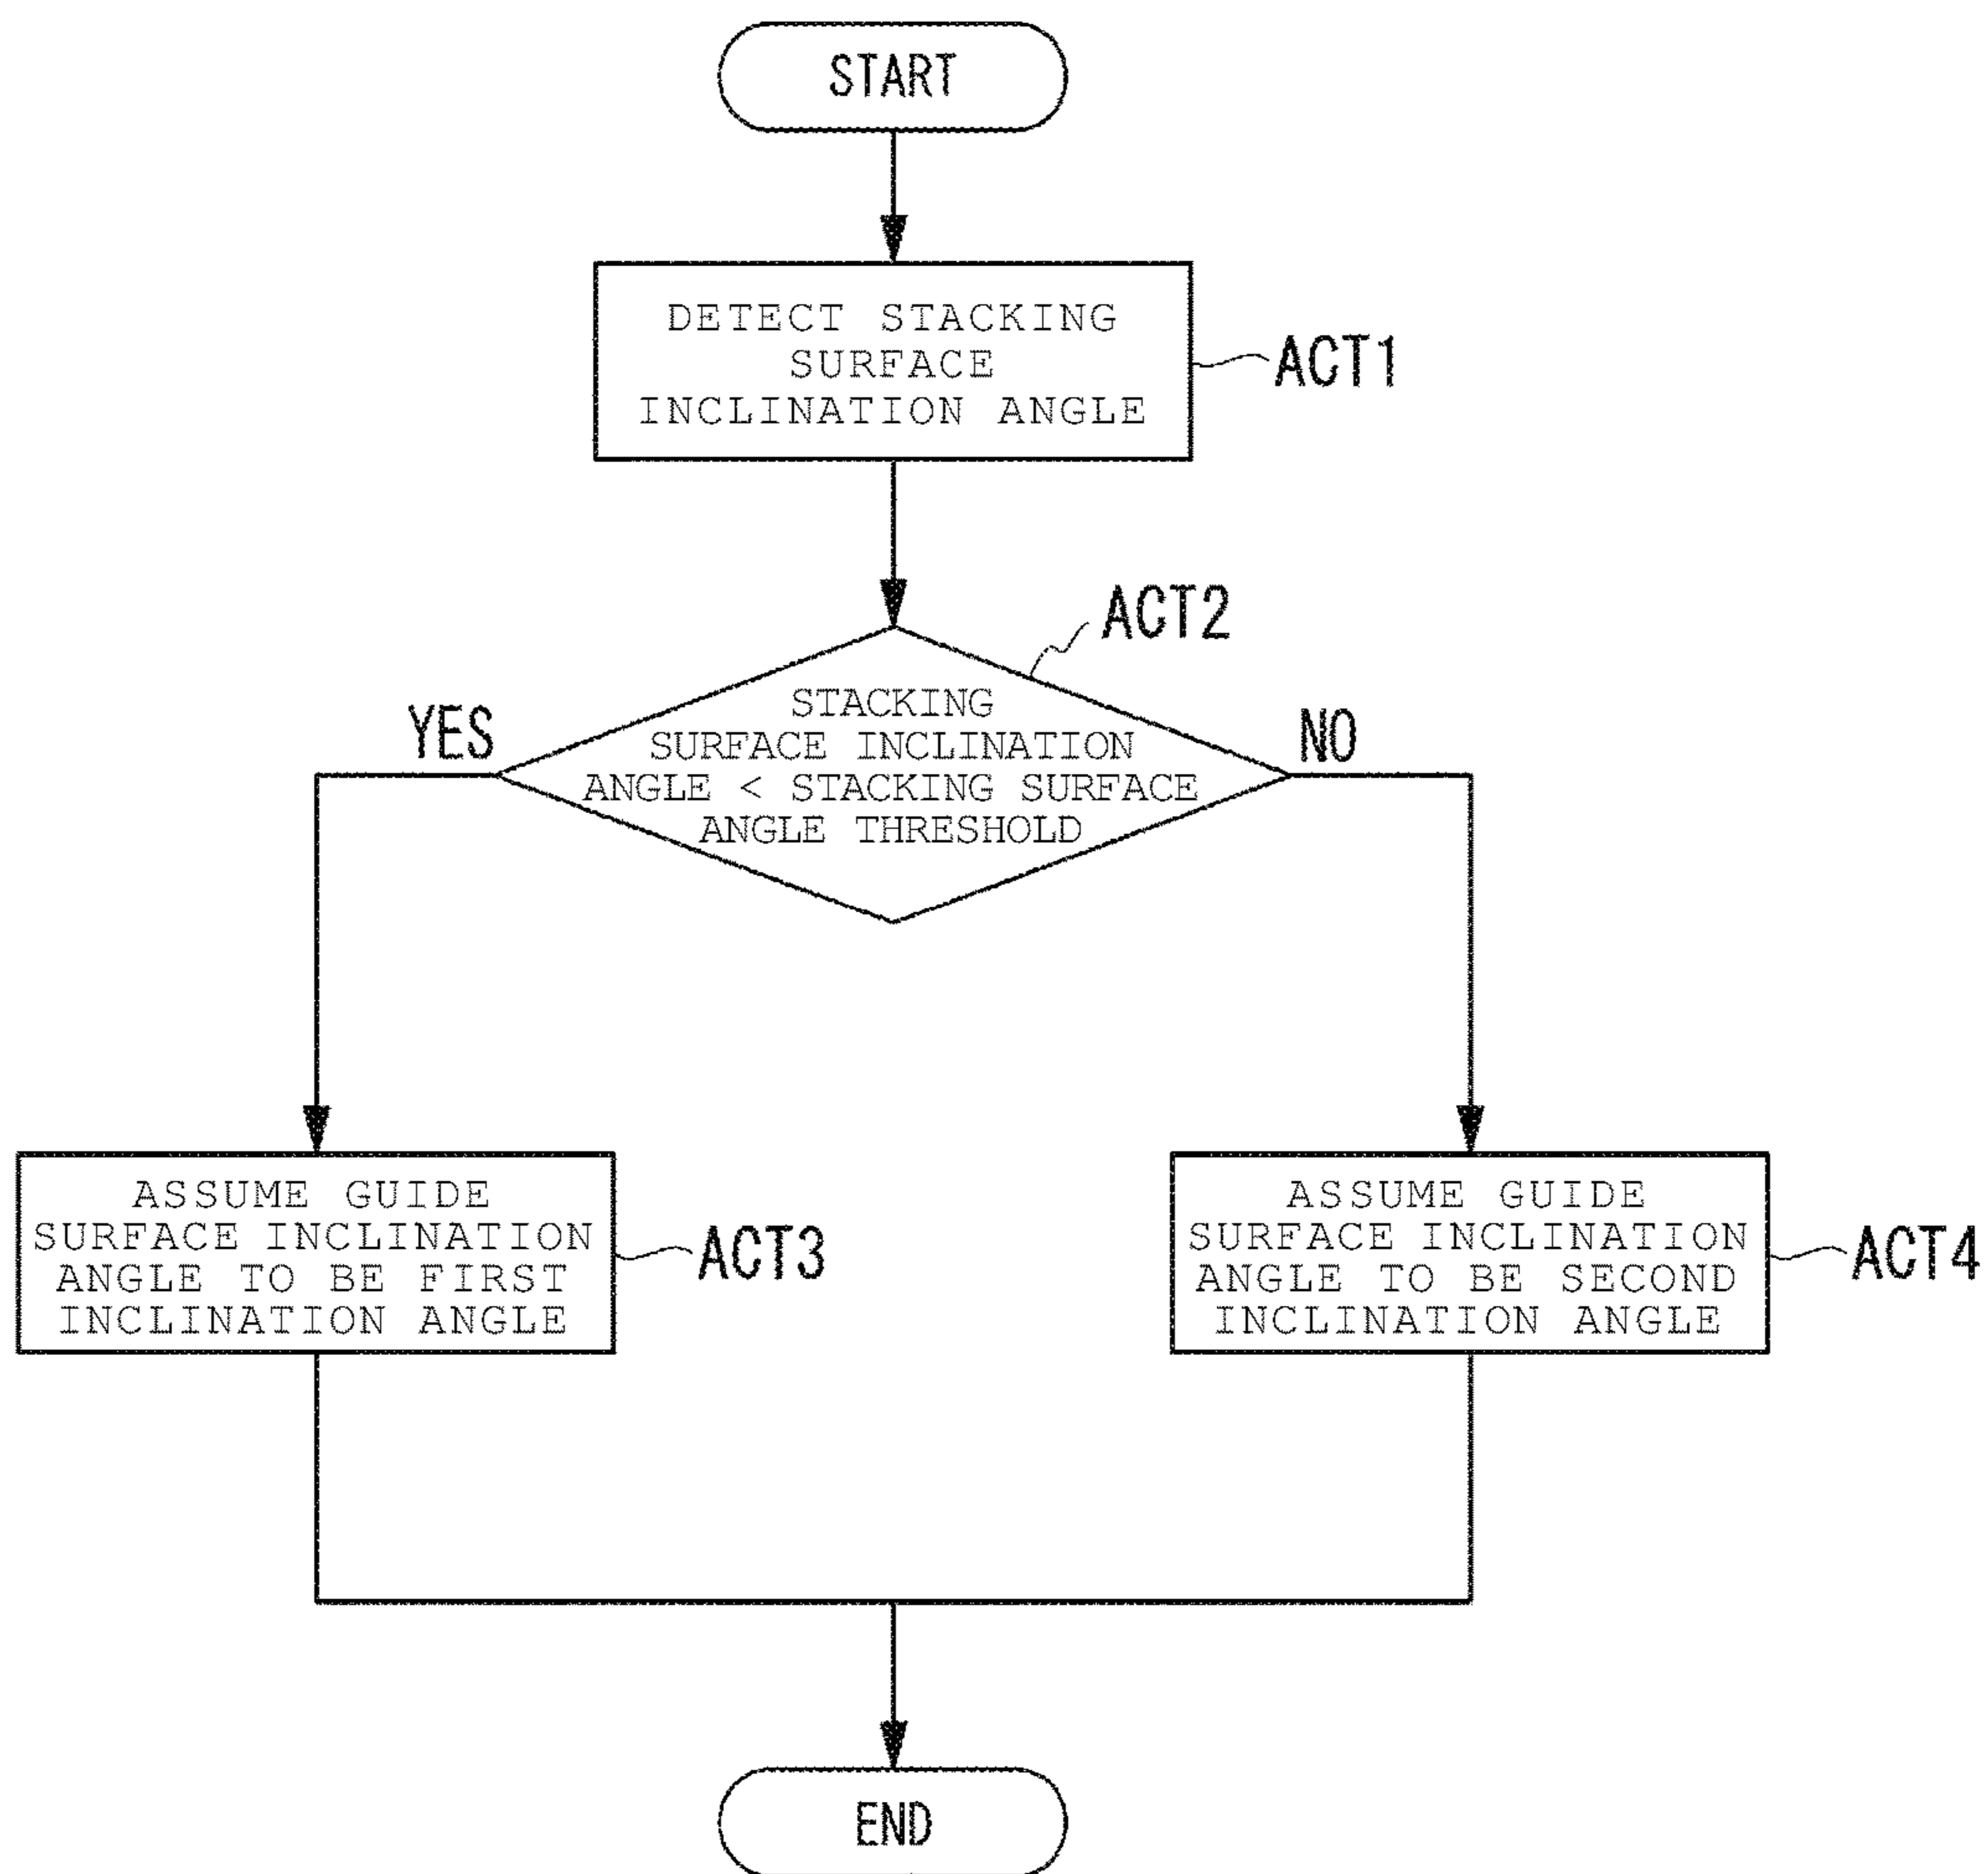 START
DETECT STACKING
SURFACE
INCLINATION ANGLE
ACT1
ACT2
STACKING
SURFACE INCLINATION
ANGLE < STACKING SURFACE
ANGLE THRESHOLD
YES
NO
ASSUME GUIDE
SURFACE INCLINATION
ANGLE TO BE FIRST
INCLINATION ANGLE
ACT3
ASSUME GUIDE
SURFACE INCLINATION
ANGLE TO BE SECOND
INCLINATION ANGLE
ACT4
END